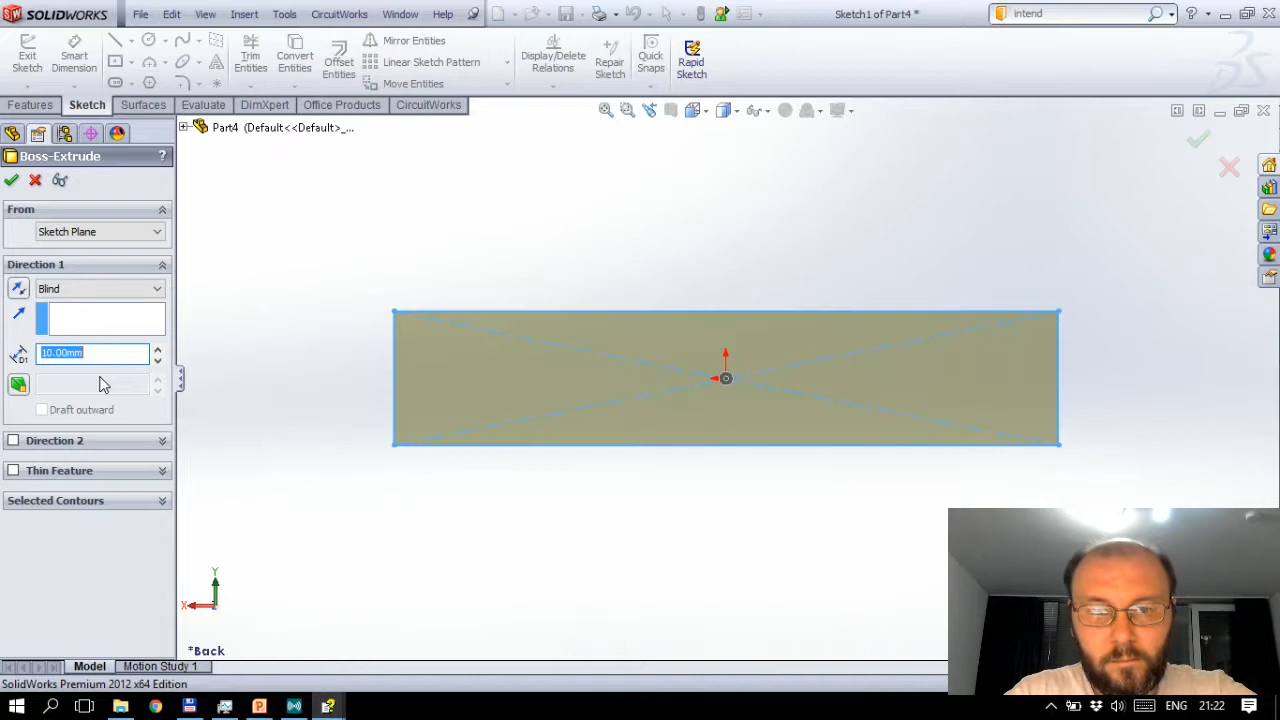 SOLIDWORKS File Edit View Insert Tools CircuitWorks Window Help Sketch1 of Part4 * intend
Exit Sketch
Smart Dimension
Trim Entities
Convert Entities
Offset Entities
Mirror Entities
Linear Sketch Pattern
Move Entities
Display/Delete Relations
Repair Sketch
Quick Snaps
Rapid Sketch
Features Sketch Surfaces Evaluate DimXpert Office Products CircuitWorks
Part4 (Default<<Default>_...
Boss-Extrude ?
From
Sketch Plane
Direction 1
Blind
D1 10.00mm
Draft outward
Direction 2
Thin Feature
Selected Contours
Y
X
*Back
Model Motion Study 1
SolidWorks Premium 2012 x64 Edition
ENG 21:22